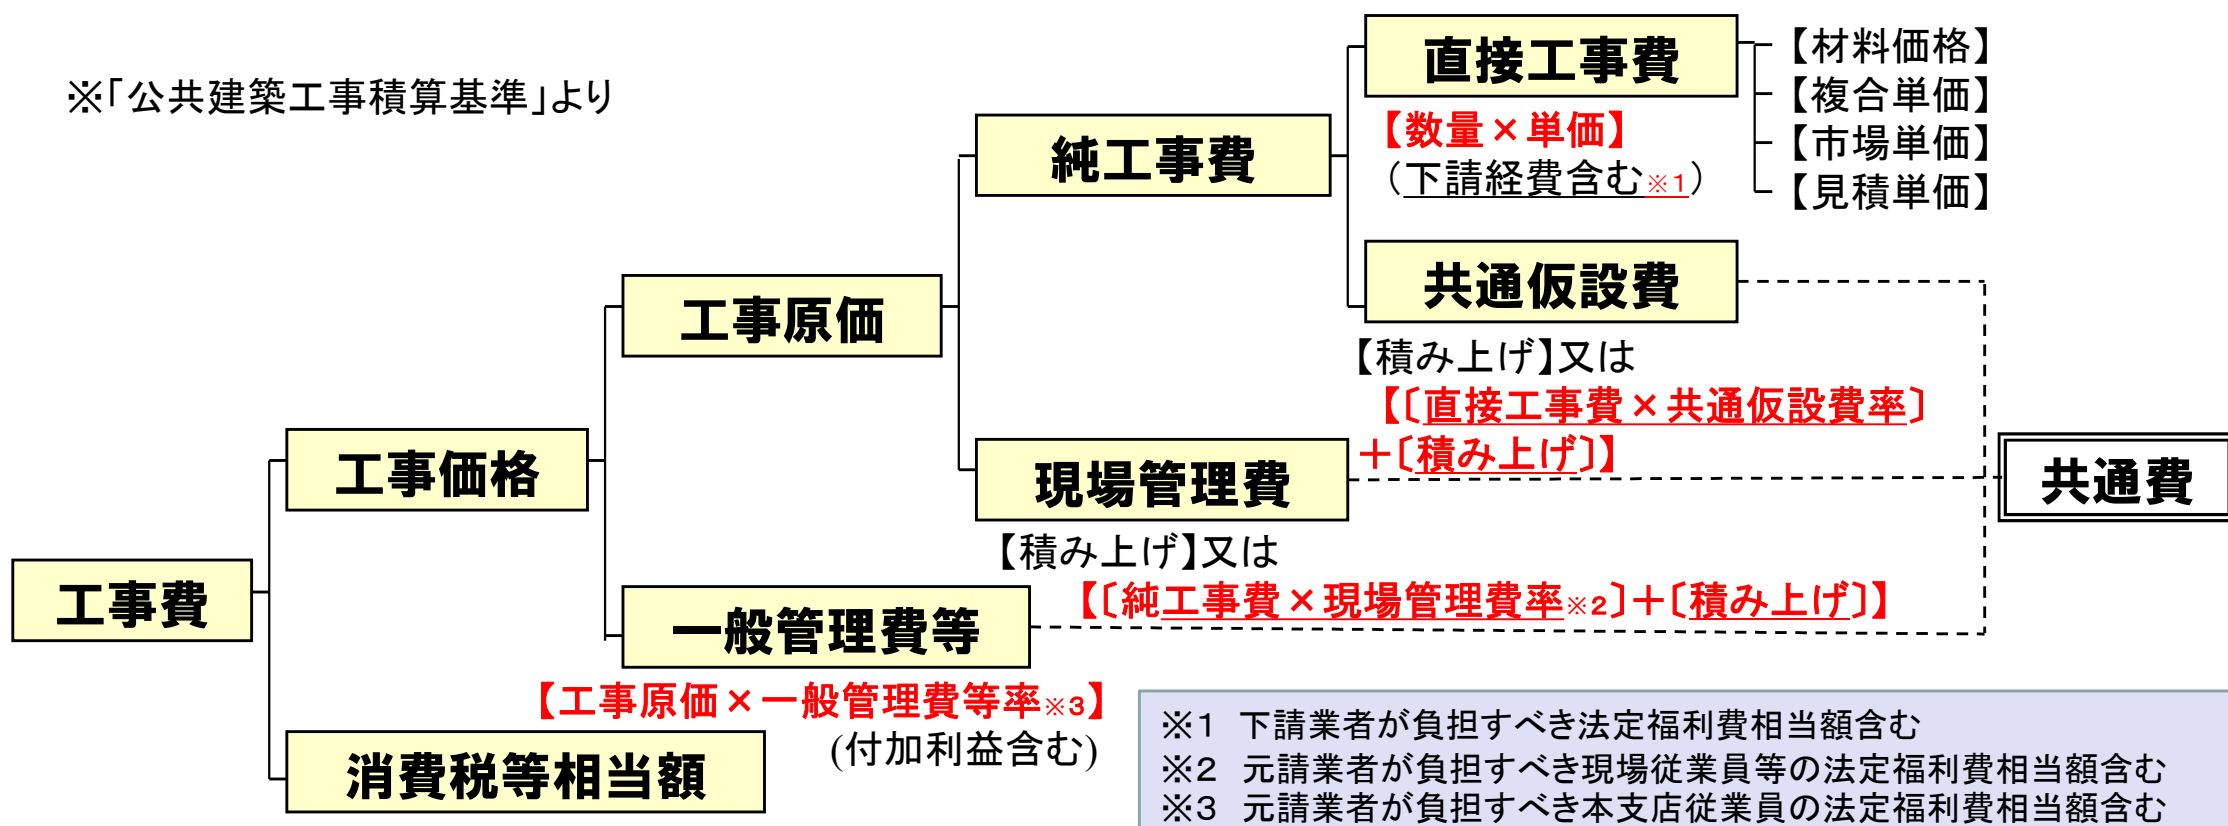 ※「公共建築工事積算基準」より
直接工事費
【数量×単価】
(下請経費含む※1)
【材料価格】
【複合単価】
【市場単価】
【見積単価】
純工事費
共通仮設費
【積み上げ】又は
【〔直接工事費×共通仮設費率〕
＋〔積み上げ〕】
工事原価
現場管理費
【積み上げ】又は
【〔純工事費×現場管理費率※2〕＋〔積み上げ〕】
共通費
工事価格
一般管理費等
【工事原価×一般管理費等率※3】
(付加利益含む)
工事費
消費税等相当額
※1　下請業者が負担すべき法定福利費相当額含む
※2　元請業者が負担すべき現場従業員等の法定福利費相当額含む
※3　元請業者が負担すべき本支店従業員の法定福利費相当額含む